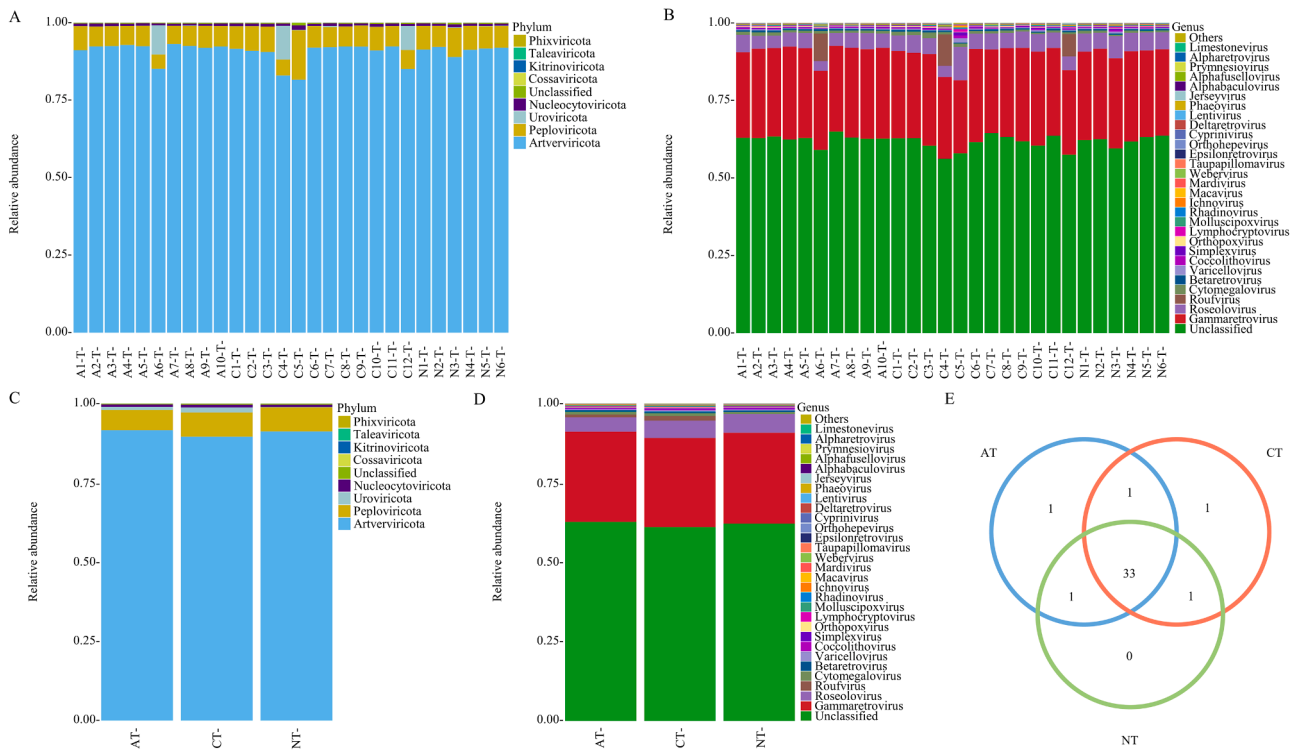 A
Relative abundance
1.00
0.75
0.50
0.25
0.00
A1-T-
A2-T-
A3-T-
A4-T-
A5-T-
A6-T-
A7-T-
A8-T-
A9-T-
A10-T-
C1-T-
C2-T-
C3-T-
C4-T-
C5-T-
C6-T-
C7-T-
C8-T-
C9-T-
C10-T-
C11-T-
C12-T-
N1-T-
N2-T-
N3-T-
N4-T-
N5-T-
N6-T-
Phylum
Phixviricota
Taleaviricota
Kitrinoviricota
Cossaviricota
Unclassified
Nucleocytoviricota
Uroviricota
Peploviricota
Artverviricota
B
Relative abundance
1.00
0.75
0.50
0.25
0.00
A1-T-
A2-T-
A3-T-
A4-T-
A5-T-
A6-T-
A7-T-
A8-T-
A9-T-
A10-T-
C1-T-
C2-T-
C3-T-
C4-T-
C5-T-
C6-T-
C7-T-
C8-T-
C9-T-
C10-T-
C11-T-
C12-T-
N1-T-
N2-T-
N3-T-
N4-T-
N5-T-
N6-T-
Genus
Others
Limestonevirus
Alpharetrovirus
Prymnesiovirus
Alphafusellovirus
Alphabaculovirus
Jerseyvirus
Phaeovirus
Lentivirus
Deltaretrovirus
Cyprinivirus
Orthohepevirus
Epsilonretrovirus
Taupapillomavirus
Webervirus
Mardivirus
Macavirus
Ichnovirus
Rhadinovirus
Molluscipoxvirus
Lymphocryptovirus
Orthopoxvirus
Simplexvirus
Coccolithovirus
Varicellovirus
Betaretrovirus
Cytomegalovirus
Roufvirus
Roseolovirus
Gammaretrovirus
Unclassified
C
Relative abundance
1.00
0.75
0.50
0.25
0.00
AT-
CT-
NT-
Phylum
Phixviricota
Taleaviricota
Kitrinoviricota
Cossaviricota
Unclassified
Nucleocytoviricota
Uroviricota
Peploviricota
Artverviricota
D
Relative abundance
1.00
0.75
0.50
0.25
0.00
AT-
CT-
NT-
Genus
Others
Limestonevirus
Alpharetrovirus
Prymnesiovirus
Alphafusellovirus
Alphabaculovirus
Jerseyvirus
Phaeovirus
Lentivirus
Deltaretrovirus
Cyprinivirus
Orthohepevirus
Epsilonretrovirus
Taupapillomavirus
Webervirus
Mardivirus
Macavirus
Ichnovirus
Rhadinovirus
Molluscipoxvirus
Lymphocryptovirus
Orthopoxvirus
Simplexvirus
Coccolithovirus
Varicellovirus
Betaretrovirus
Cytomegalovirus
Roufvirus
Roseolovirus
Gammaretrovirus
Unclassified
E
AT
CT
1
1
1
33
1
1
0
NT